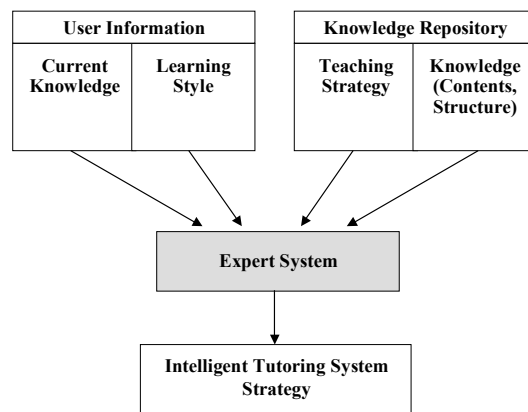 User Information
Current
Knowledge
Learning
Style
Knowledge Repository
Teaching
Strategy
Knowledge
(Contents,
Structure)
Expert System
Intelligent Tutoring System
Strategy